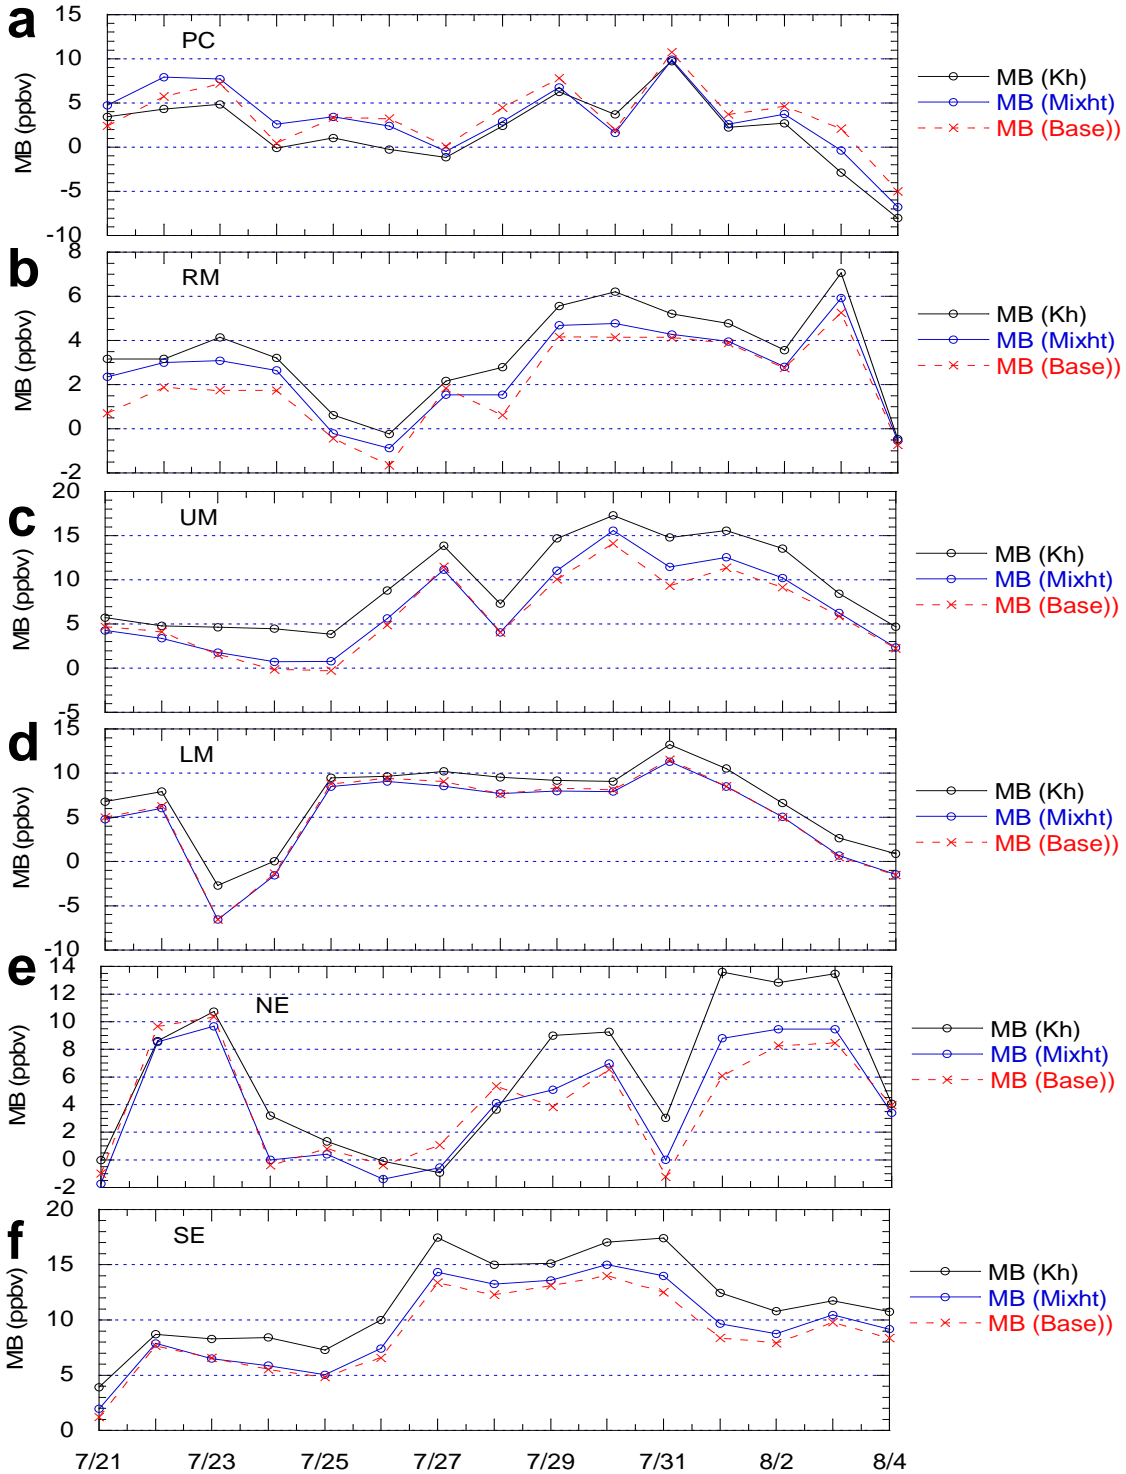 a
15
10
5
0
-5
-10
MB (ppbv)
PC
MB (Kh)
MB (Mixht)
MB (Base))
b
8
6
4
2
0
-2
MB (ppbv)
RM
MB (Kh)
MB (Mixht)
MB (Base))
c
20
15
10
5
0
-5
MB (ppbv)
UM
MB (Kh)
MB (Mixht)
MB (Base))
d
15
10
5
0
-5
-10
MB (ppbv)
LM
MB (Kh)
MB (Mixht)
MB (Base))
e
14
12
10
8
6
4
2
0
-2
MB (ppbv)
NE
MB (Kh)
MB (Mixht)
MB (Base))
f
20
15
10
5
0
MB (ppbv)
SE
MB (Kh)
MB (Mixht)
MB (Base))
7/21 7/23 7/25 7/27 7/29 7/31 8/2 8/4